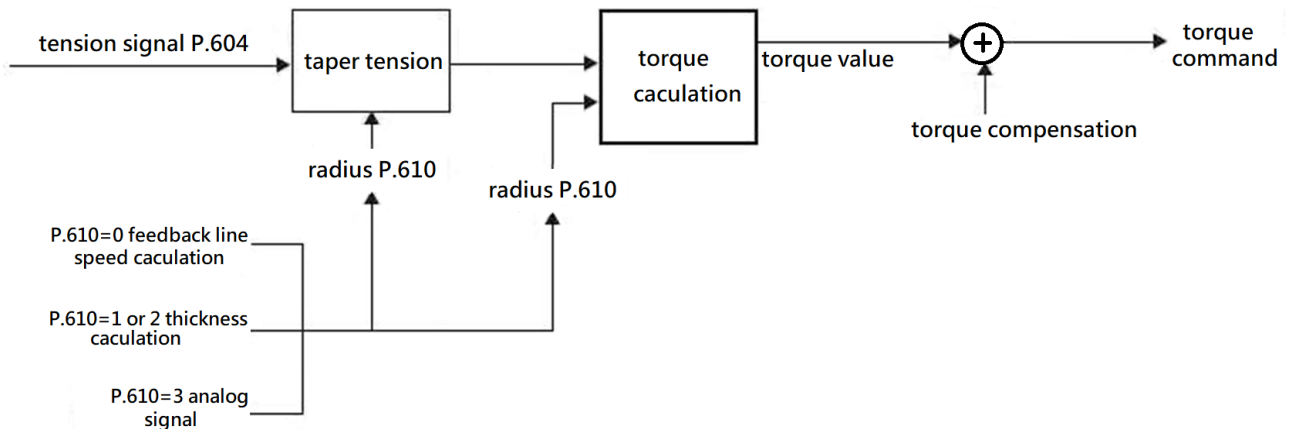 tension signal P.604
taper tension
torque
caculation
torque value
+
torque
command
torque compensation
radius P.610
radius P.610
P.610=0 feedback line
speed caculation
P.610=1 or 2 thickness
caculation
P.610=3 analog
signal